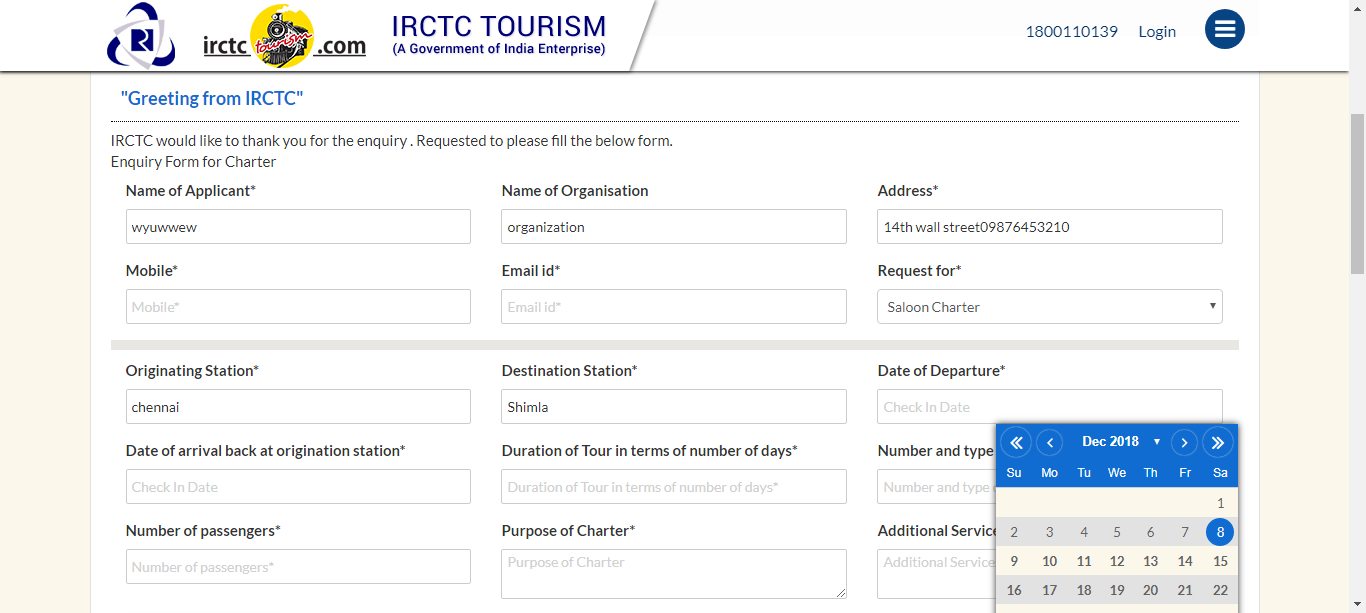 irctc tourism .com
IRCTC TOURISM
(A Government of India Enterprise)
1800110139 Login
"Greeting from IRCTC"
IRCTC would like to thank you for the enquiry . Requested to please fill the below form.
Enquiry Form for Charter
Name of Applicant* Name of Organisation Address*
wyuwwew organization 14th wall street09876453210
Mobile* Email id* Request for*
Mobile* Email id* Saloon Charter
Originating Station* Destination Station* Date of Departure*
chennai Shimla Check In Date
Dec 2018
Su Mo Tu We Th Fr Sa
1
2 3 4 5 6 7 8
9 10 11 12 13 14 15
16 17 18 19 20 21 22
Date of arrival back at origination station* Duration of Tour in terms of number of days* Number and type
Check In Date Duration of Tour in terms of number of days* Number and type
Number of passengers* Purpose of Charter* Additional Service
Number of passengers* Purpose of Charter Additional Service